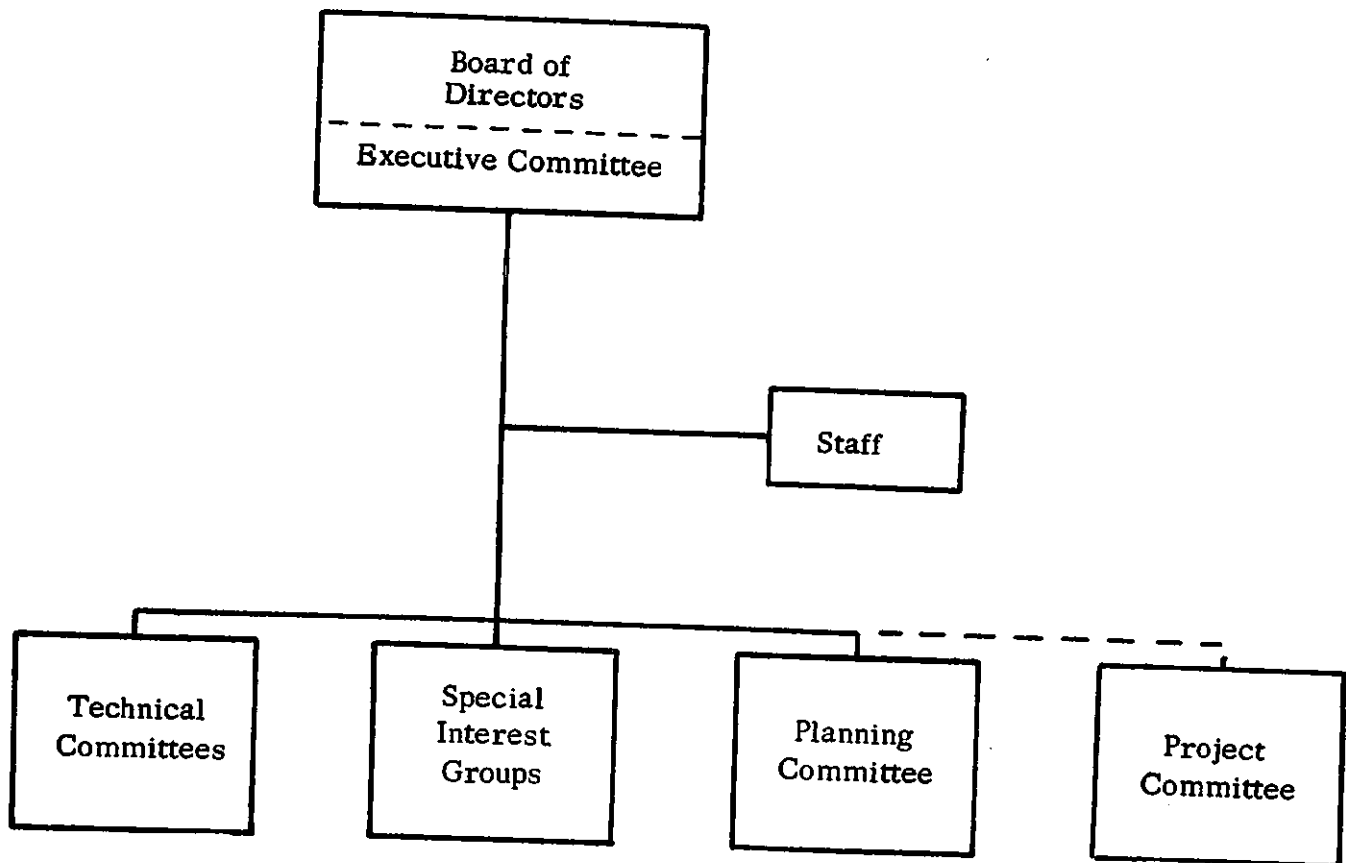 Board of
Directors
Executive Committee
Staff
Technical
Committees
Special
Interest
Groups
Planning
Committee
Project
Committee